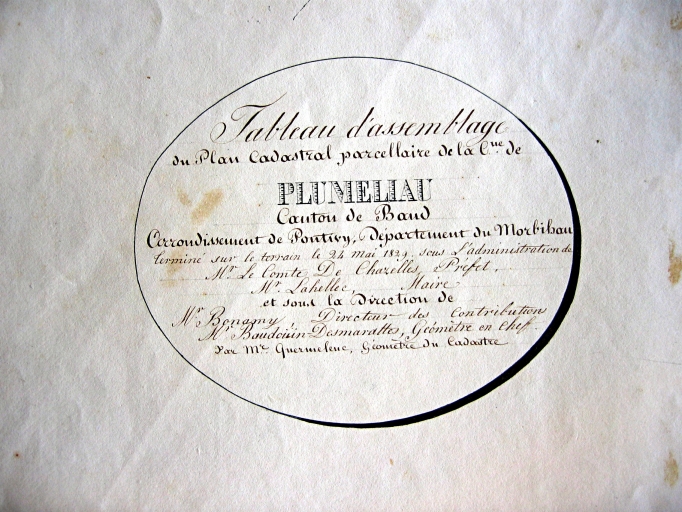 Tableau d'assemblage
du Plan Cadastral parcellaire de la Cne de
PLUMELIAU
Canton de Baud
Arrondissement de Pontivy, Département du Morbihan
terminé sur le terrain le 24 mai 1829 sous l'administration de
Mr Le Comte De Chazelles, Préfet,
Mr Lahellec, Maire
et sous la Direction de
Mr Bonamy Directeur des Contributions
Mr Baudouin-Desmarattes, Géomètre en Chef.
Par Mr Guermeleuc, Géomètre du Cadastre